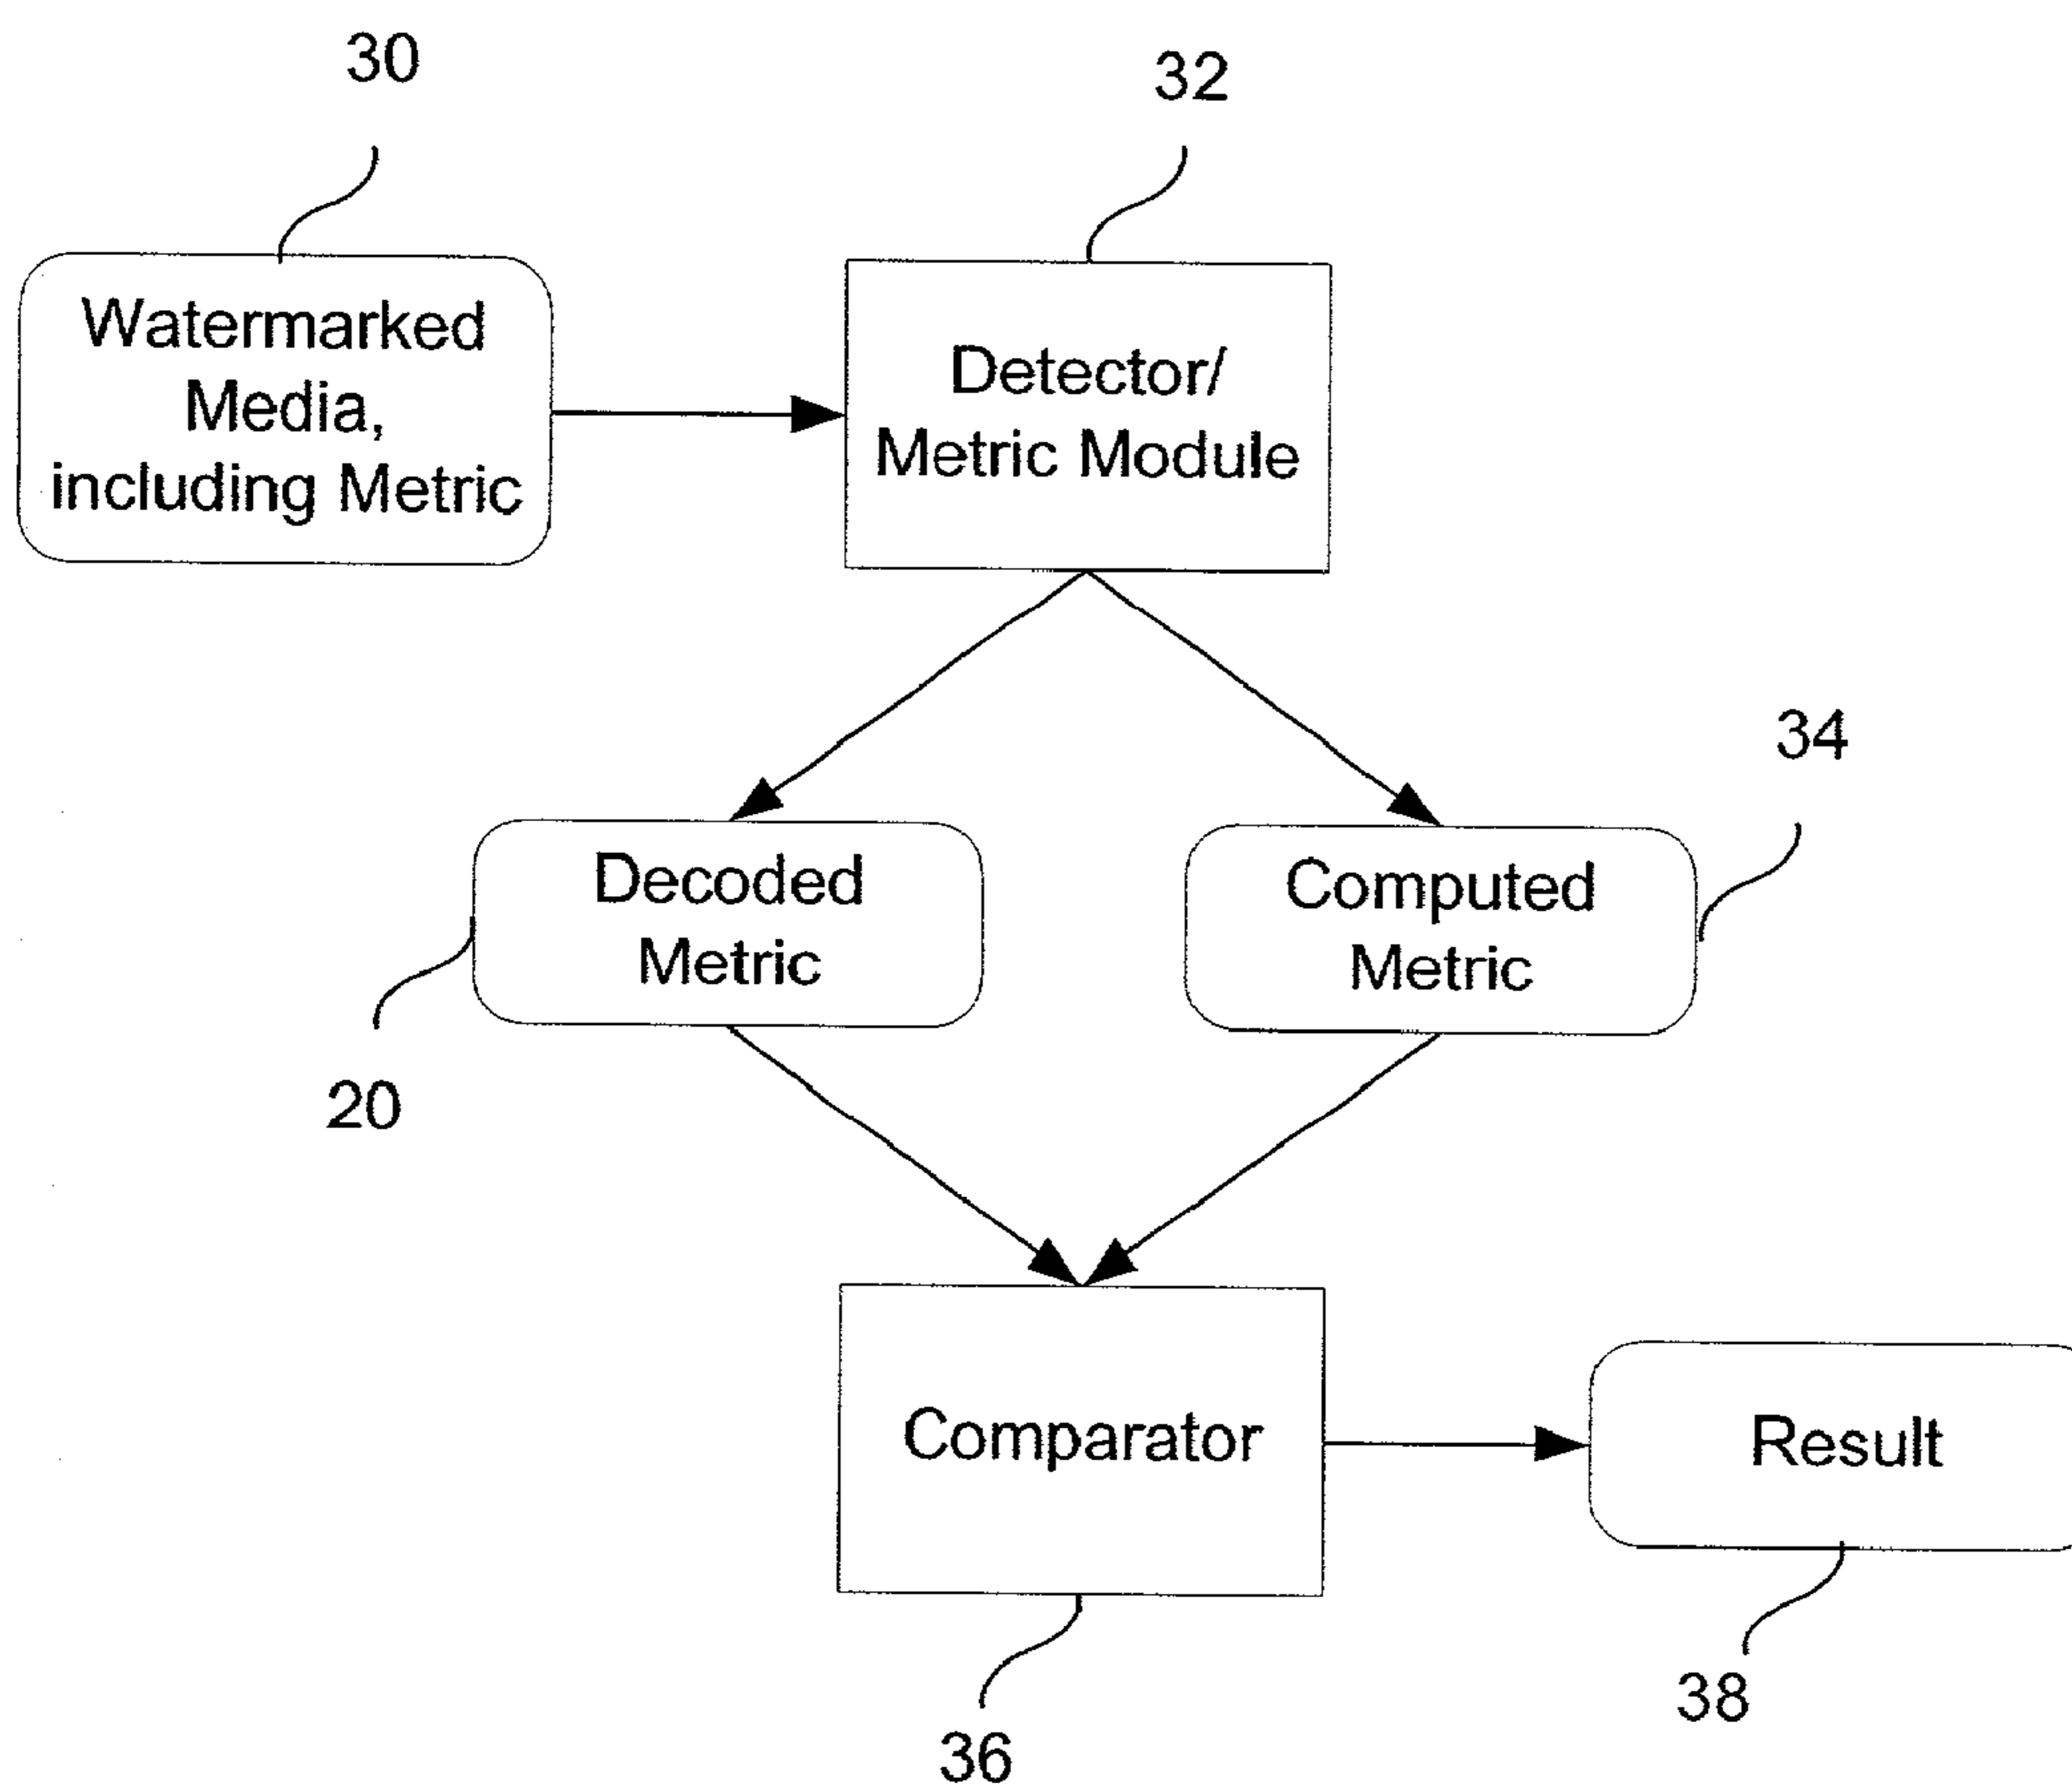 30
32
Watermarked
Media,
including Metric
Detector/
Metric Module
34
Decoded
Metric
Computed
Metric
20
Comparator
Result
38
36